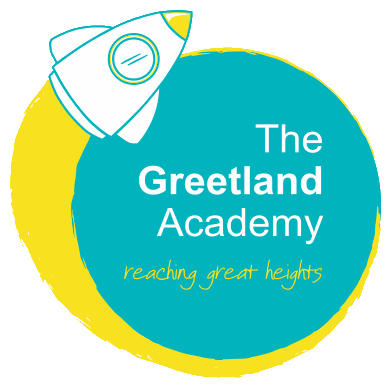 The
Greetland
Academy
reaching great heights